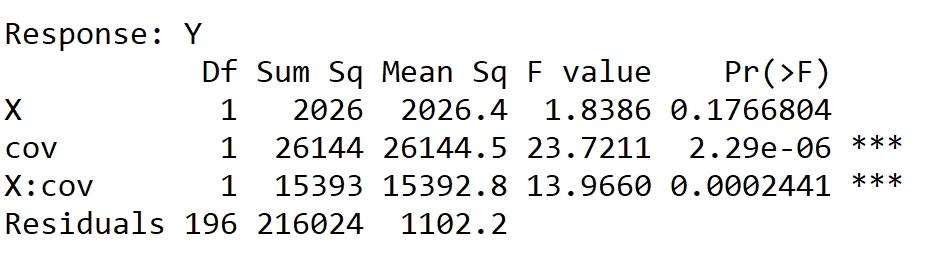 Response: Y
Df Sum Sq Mean Sq F value Pr(>F)
X 1 2026 2026.4 1.8386 0.1766804
cov 1 26144 26144.5 23.7211 2.29e-06 ***
X:cov 1 15393 15392.8 13.9660 0.0002441 ***
Residuals 196 216024 1102.2